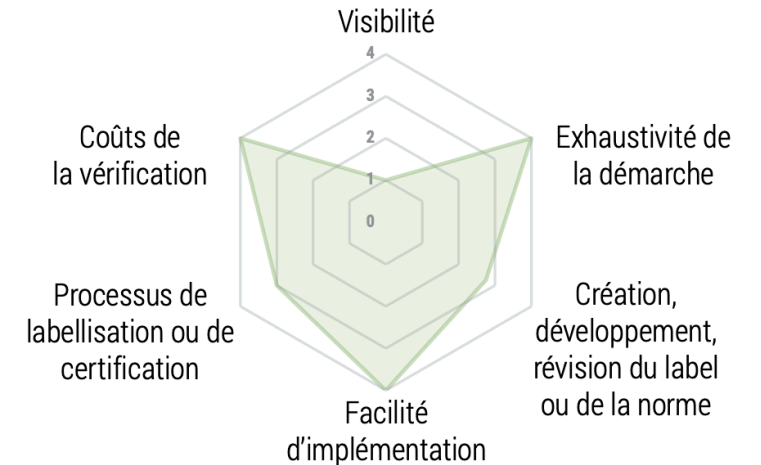 Visibilité
4
3
2
1
0
Exhaustivité de
la démarche
Création,
développement,
révision du label
ou de la norme
Facilité
d'implémentation
Processus de
labellisation ou de
certification
Coûts de
la vérification